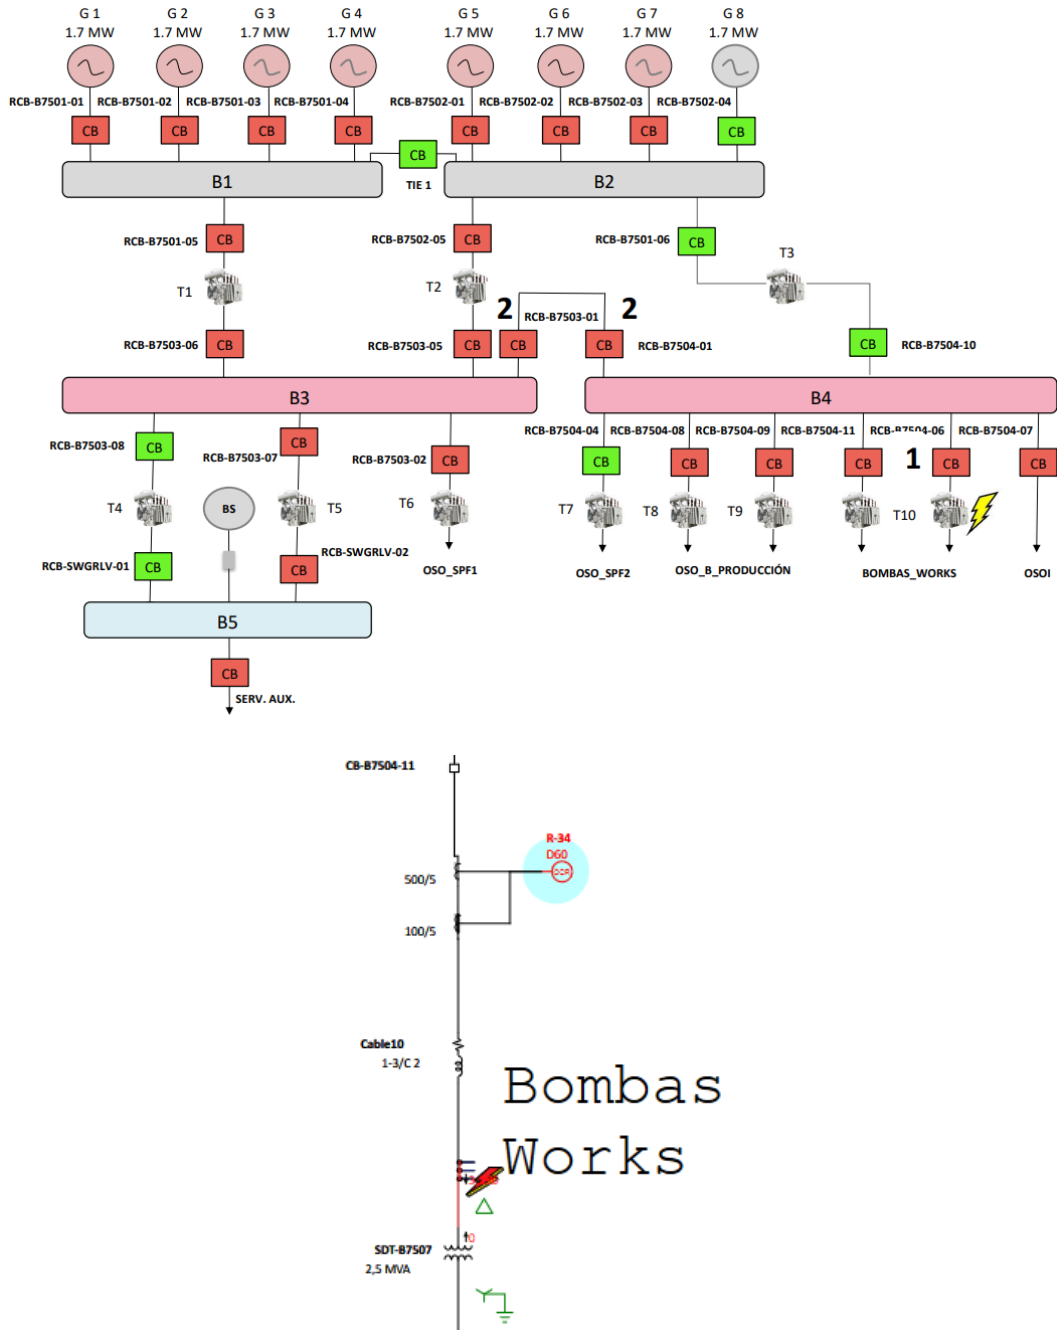 G 1 G 2 G 3 G 4 G 5 G 6 G 7 G 8
1.7 MW 1.7 MW 1.7 MW 1.7 MW 1.7 MW 1.7 MW 1.7 MW 1.7 MW
RCB-B7501-01 RCB-B7501-02 RCB-B7501-03 RCB-B7501-04 RCB-B7502-01 RCB-B7502-02 RCB-B7502-03 RCB-B7502-04
CB CB CB CB CB CB CB CB
CB
TIE 1
B1 B2
RCB-B7501-05 CB RCB-B7502-05 CB RCB-B7501-06 CB
T3
T1 T2
2 RCB-B7503-01 2
RCB-B7503-06 CB RCB-B7503-05 CB CB CB RCB-B7504-01 CB RCB-B7504-10
B3 B4
RCB-B7504-04 RCB-B7504-08 RCB-B7504-09 RCB-B7504-11 RCB-B7504-06 RCB-B7504-07
RCB-B7503-08 CB RCB-B7503-07 CB RCB-B7503-02 CB CB CB CB CB 1 CB CB
T4 BS T5 T6 T7 T8 T9 T10
RCB-SWGRLV-01 CB RCB-SWGRLV-02 CB
OSO_SPF1 OSO_SPF2 OSO_B_PRODUCCIÓN BOMBAS_WORKS OSOI
B5
CB
SERV. AUX.
CB-B7504-11
R-34
D60
OCR
500/5
100/5
Cable10
1-3/C 2
Bombas
Works
0
SDT-B7507
2,5 MVA